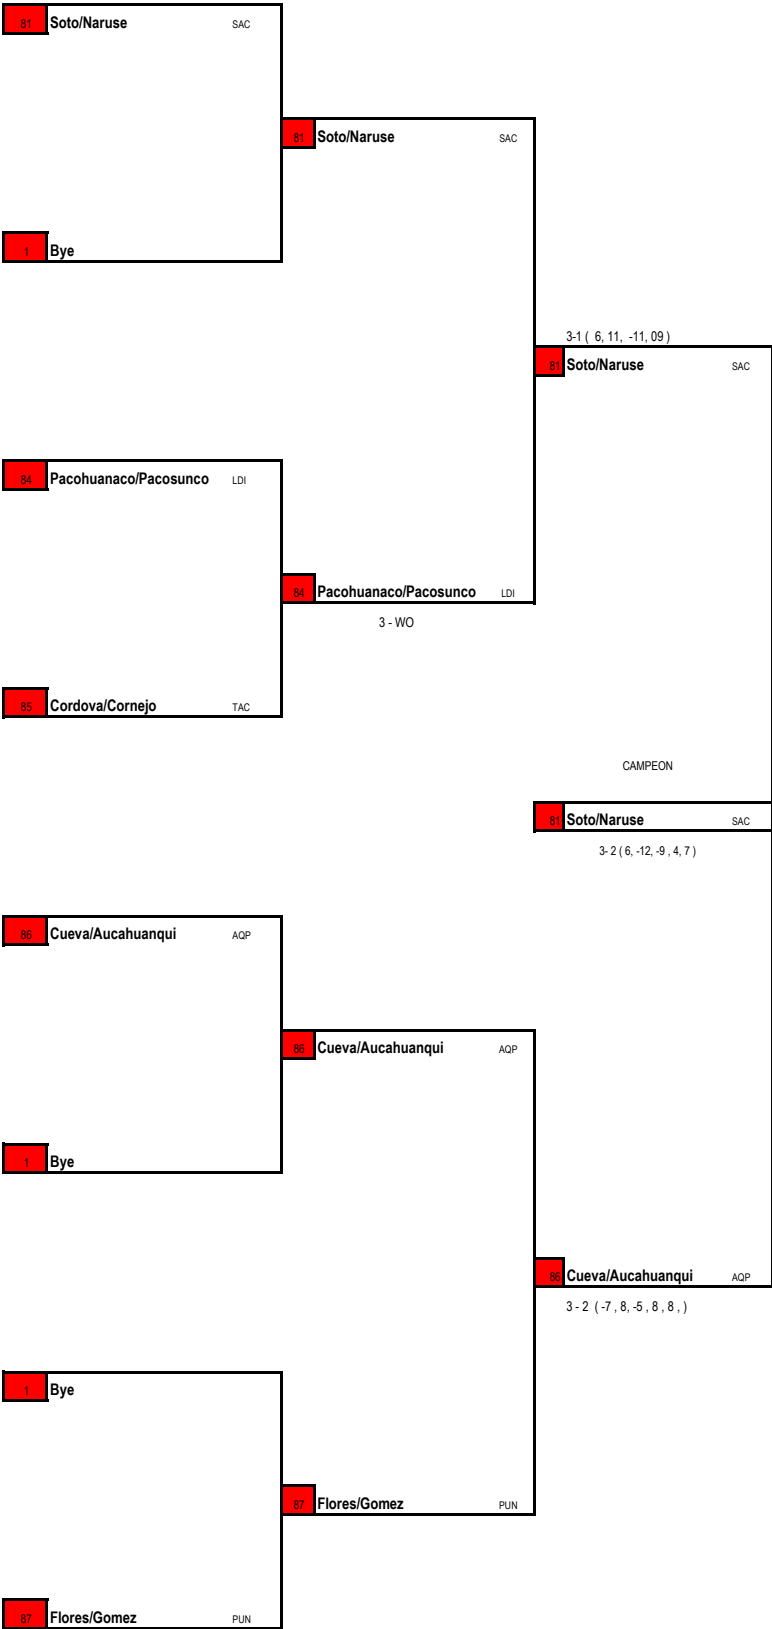 81 Soto/Naruse SAC
81 Soto/Naruse SAC
1 Bye
3-1 ( 6, 11, -11, 09 )
81 Soto/Naruse SAC
84 Pacohuanaco/Pacosunco LDI
84 Pacohuanaco/Pacosunco LDI
3 - WO
85 Cordova/Cornejo TAC
CAMPEON
81 Soto/Naruse SAC
3- 2 ( 6, -12, -9 , 4, 7 )
86 Cueva/Aucahuanqui AQP
86 Cueva/Aucahuanqui AQP
1 Bye
86 Cueva/Aucahuanqui AQP
3 - 2 ( -7 , 8, -5 , 8 , 8 , )
1 Bye
87 Flores/Gomez PUN
87 Flores/Gomez PUN